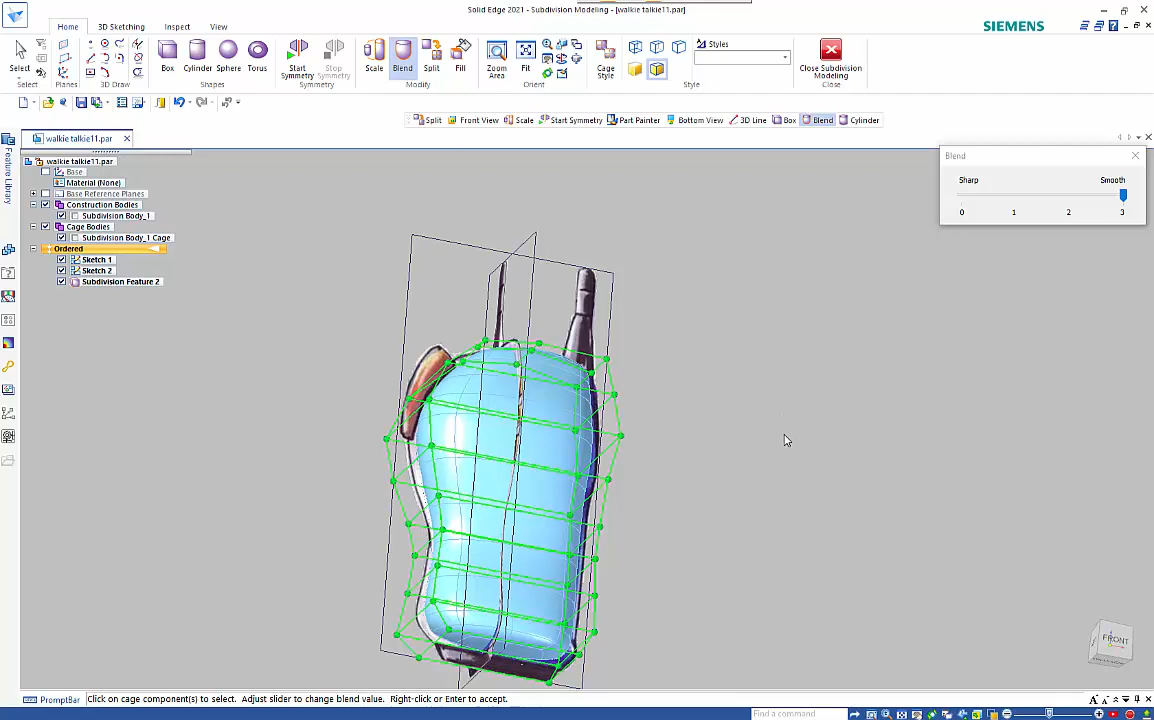 Solid Edge 2021 - Subdivision Modeling - [walkie talkie11.par]
Home
3D Sketching
Inspect
View
SIEMENS
Select
Box
Cylinder
Sphere
Torus
Start Symmetry
Stop Symmetry
Scale
Blend
Split
Fill
Zoom Area
Fit
Cage Style
Styles
Close Subdivision Modeling
Select
Planes
3D Draw
Shapes
Symmetry
Modify
Orient
Style
Close
Split
Front View
Scale
Start Symmetry
Part Painter
Bottom View
3D Line
Box
Blend
Cylinder
walkie talkie11.par
Feature Library
walkie talkie11.par
Base
Material (None)
Base Reference Planes
Construction Bodies
Subdivision Body_1
Cage Bodies
Subdivision Body_1 Cage
Ordered
Sketch 1
Sketch 2
Subdivision Feature 2
Blend
Sharp
Smooth
0 1 2 3
FRONT
PromptBar
Click on cage component(s) to select. Adjust slider to change blend value. Right-click or Enter to accept.
Find a command